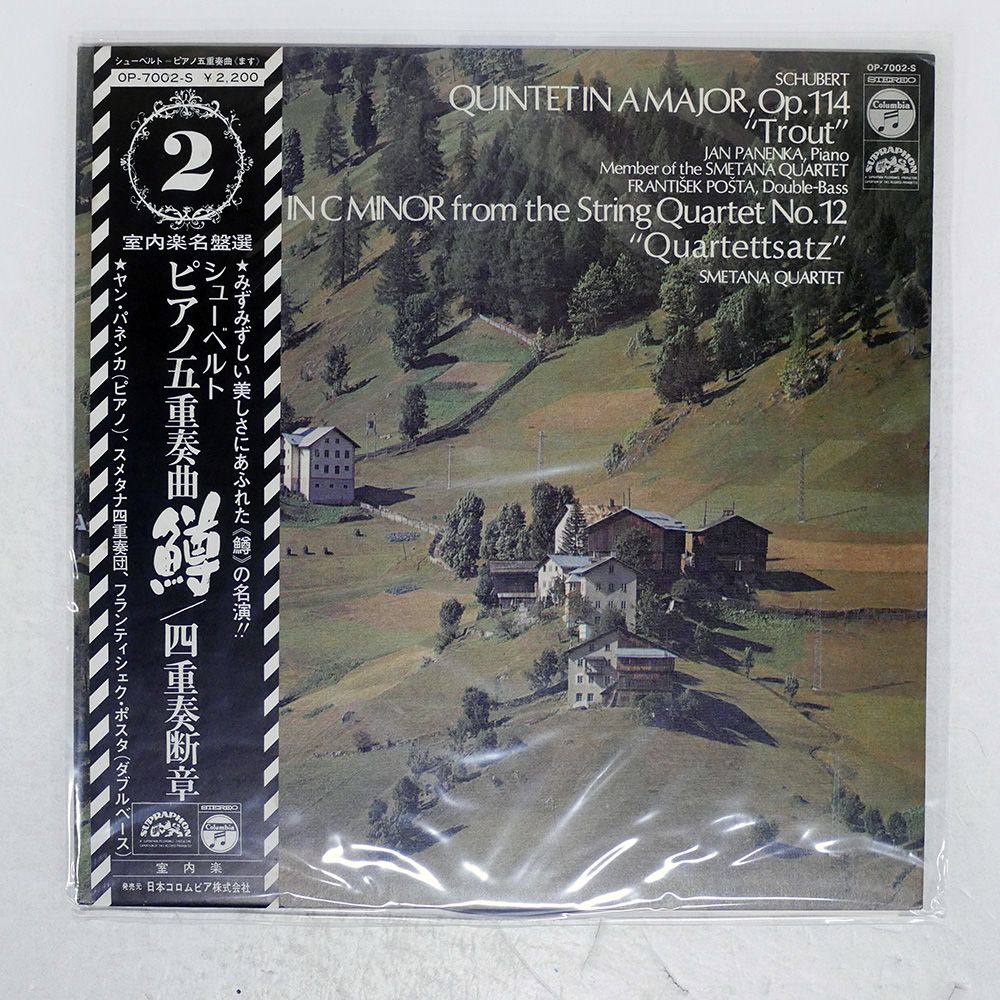 シューベルト＝ピアノ五重奏曲〈ます〉
OP-7002-S ￥2,200
2
室内楽名盤選
★みずみずしい美しさにあふれた《鱒》の名演!!
シューベルト
ピアノ五重奏曲 鱒／四重奏断章
★ヤン・パネンカ(ピアノ)、スメタナ四重奏団、フランティシェク・ポスタ(ダブルベース)
SUPRAPHON
STEREO
Columbia
室内楽
発売元 日本コロムビア株式会社
OP-7002-S
STEREO
Columbia
SUPRAPHON
SCHUBERT
QUINTET IN A MAJOR, Op.114
"Trout"
JAN PANENKA, Piano
Member of the SMETANA QUARTET
FRANTIŠEK POŠTA, Double-Bass
IN C MINOR from the String Quartet No.12
"Quartettsatz"
SMETANA QUARTET